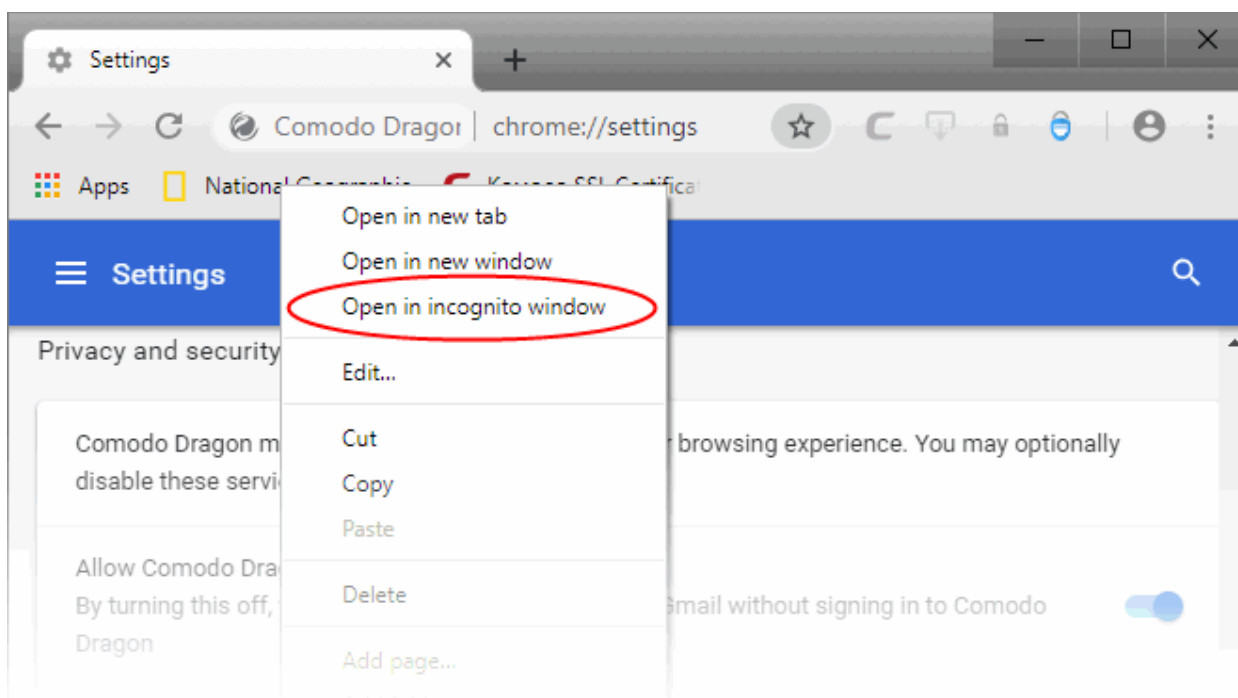 Settings
Comodo Dragon chrome://settings
Apps National Geographic
Open in new tab
Open in new window
Open in incognito window
Edit...
Cut
Copy
Paste
Delete
Add page...
Settings
Privacy and security
Comodo Dragon m browsing experience. You may optionally
disable these servi
Allow Comodo Dra
By turning this off, Gmail without signing in to Comodo
Dragon